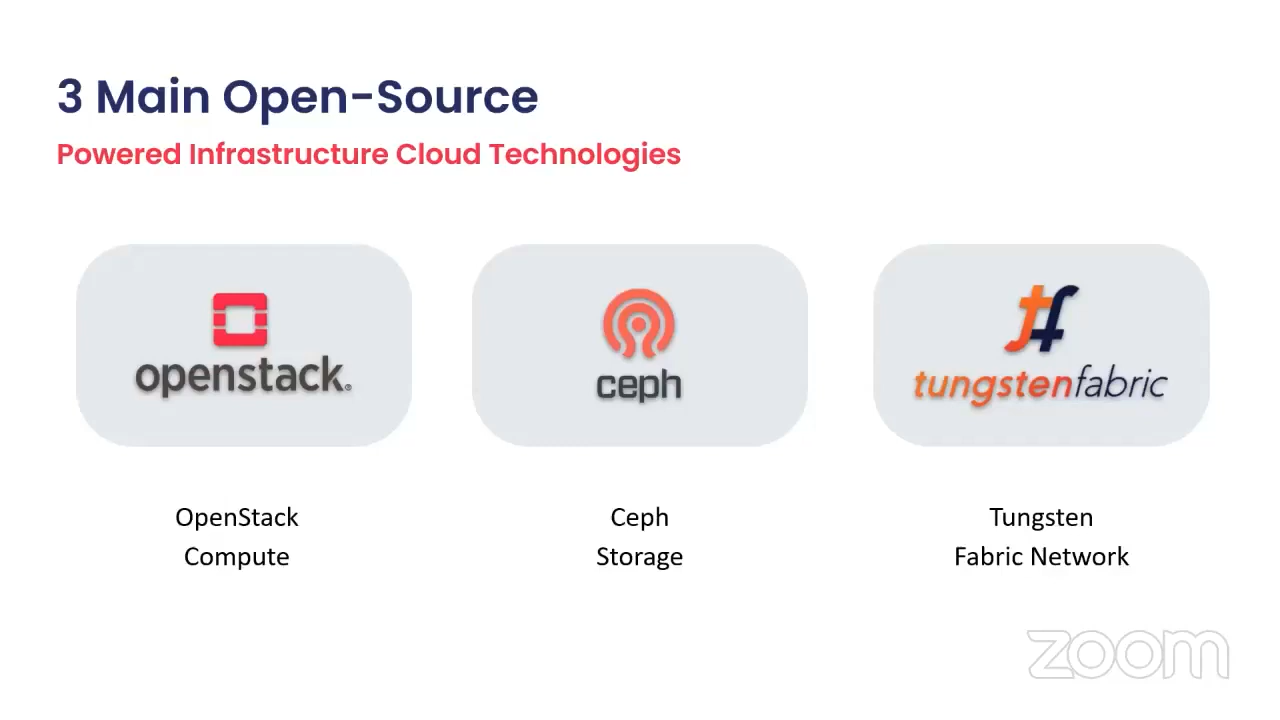 3 Main Open-Source
Powered Infrastructure Cloud Technologies
openstack.
ceph
tf
tungstenfabric
OpenStack
Compute
Ceph
Storage
Tungsten
Fabric Network
zoom